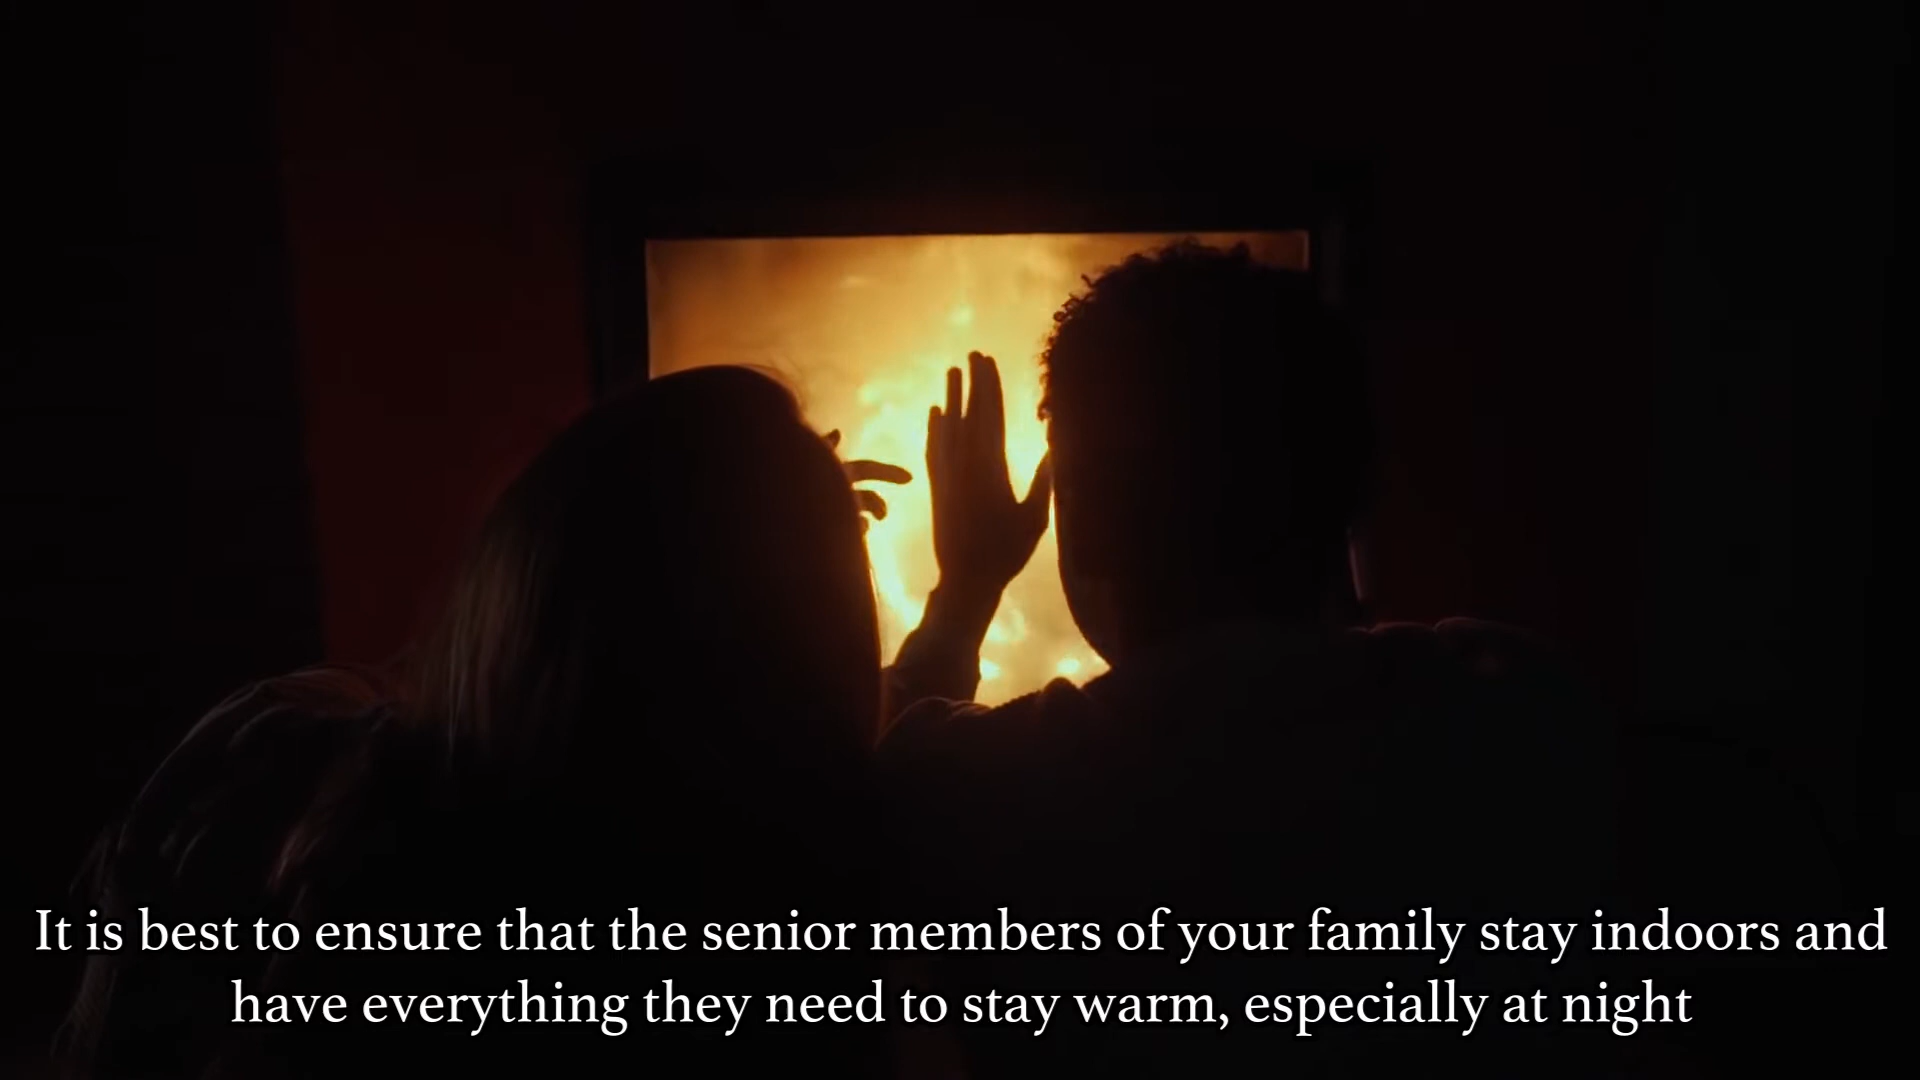 It is best to ensure that the senior members of your family stay indoors and
have everything they need to stay warm, especially at night